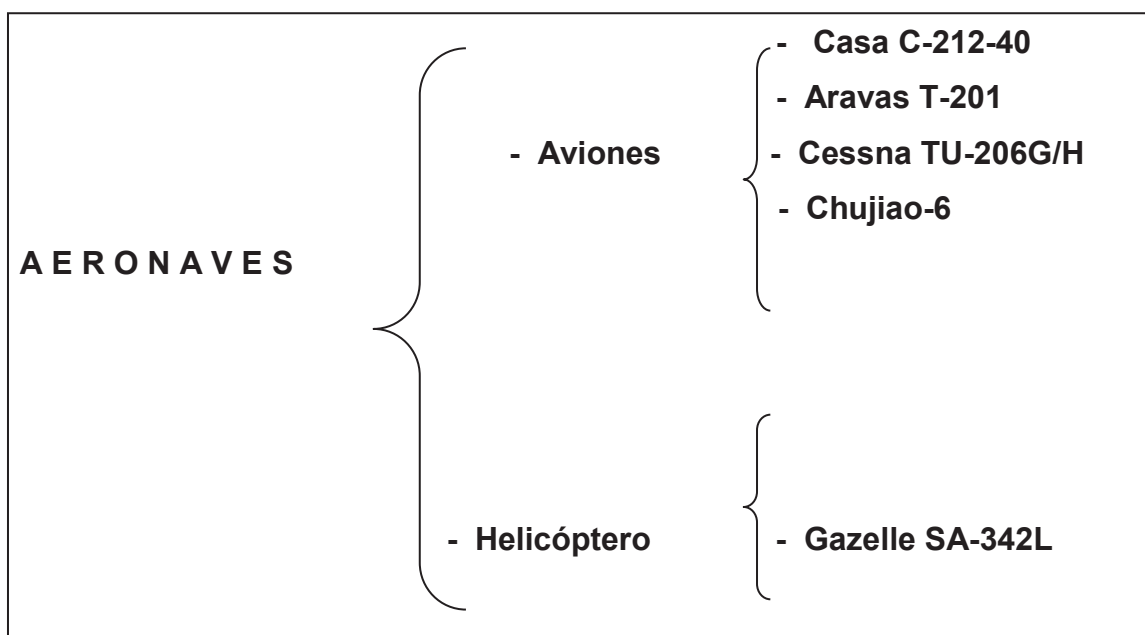 A E R O N A V E S
- Aviones
- Casa C-212-40
- Aravas T-201
- Cessna TU-206G/H
- Chujiao-6
- Helicóptero
- Gazelle SA-342L